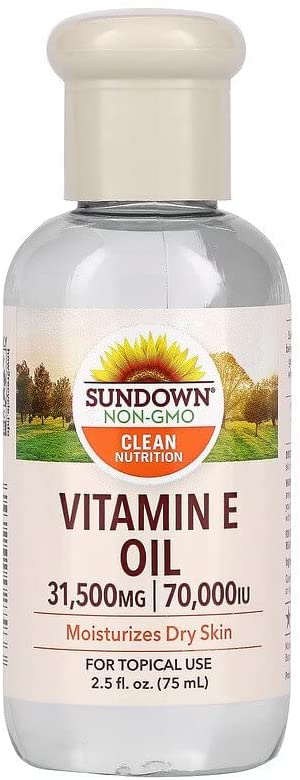 SUNDOWN®
NON-GMO
CLEAN
NUTRITION
VITAMIN E
OIL
31,500MG | 70,000IU
Moisturizes Dry Skin
FOR TOPICAL USE
2.5 fl. oz. (75 mL)